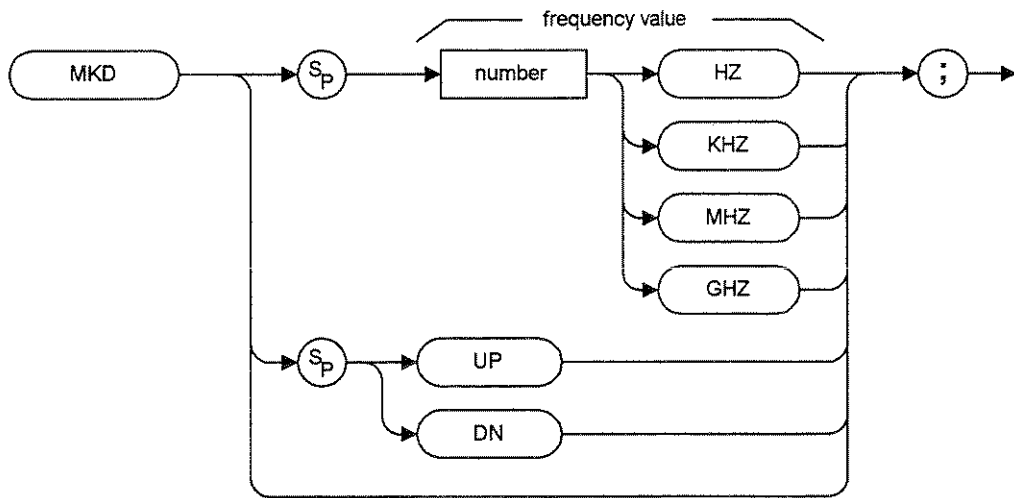 frequency value
MKD
SP
number
HZ
;
KHZ
MHZ
GHZ
SP
UP
DN